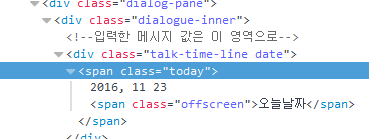 <div class="dialog-pane">
<div class="dialogue-inner">
<!--입력한 메시지 값은 이 영역으로-->
<div class="talk-time-line date">
<span class="today">
2016, 11 23
<span class="offscreen">오늘날짜</span>
</span>
</div>